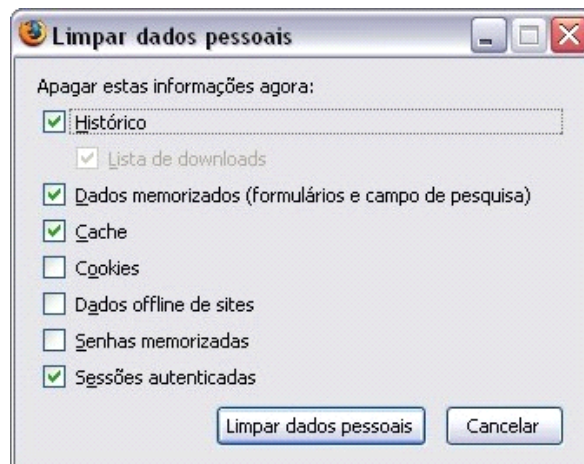 Limpar dados pessoais
Apagar estas informações agora:
Histórico
Lista de downloads
Dados memorizados (formulários e campo de pesquisa)
Cache
Cookies
Dados offline de sites
Senhas memorizadas
Sessões autenticadas
Limpar dados pessoais Cancelar